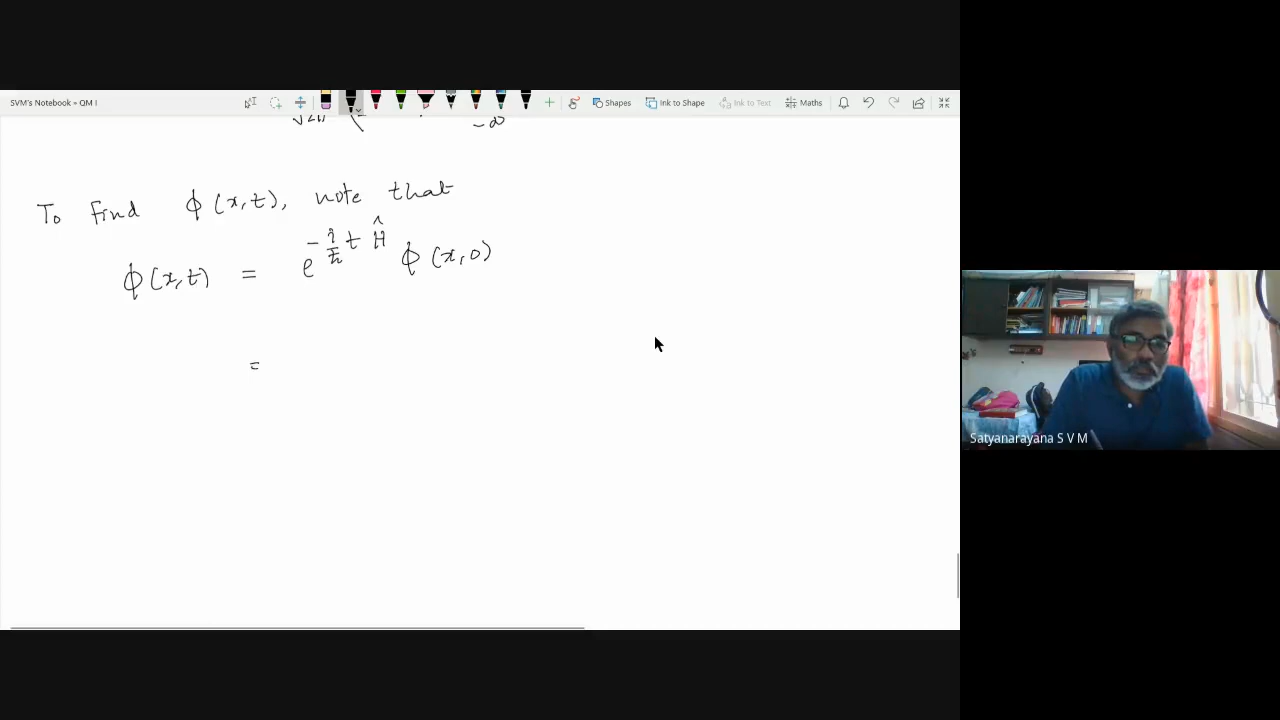 SVM's Notebook » QM I
Shapes
Ink to Shape
Ink to Text
Maths
-∞
To find ϕ(x,t), note that
ϕ(x,t) = e^{-i/ħ t Ĥ} ϕ(x,0)
=
Satyanarayana S V M